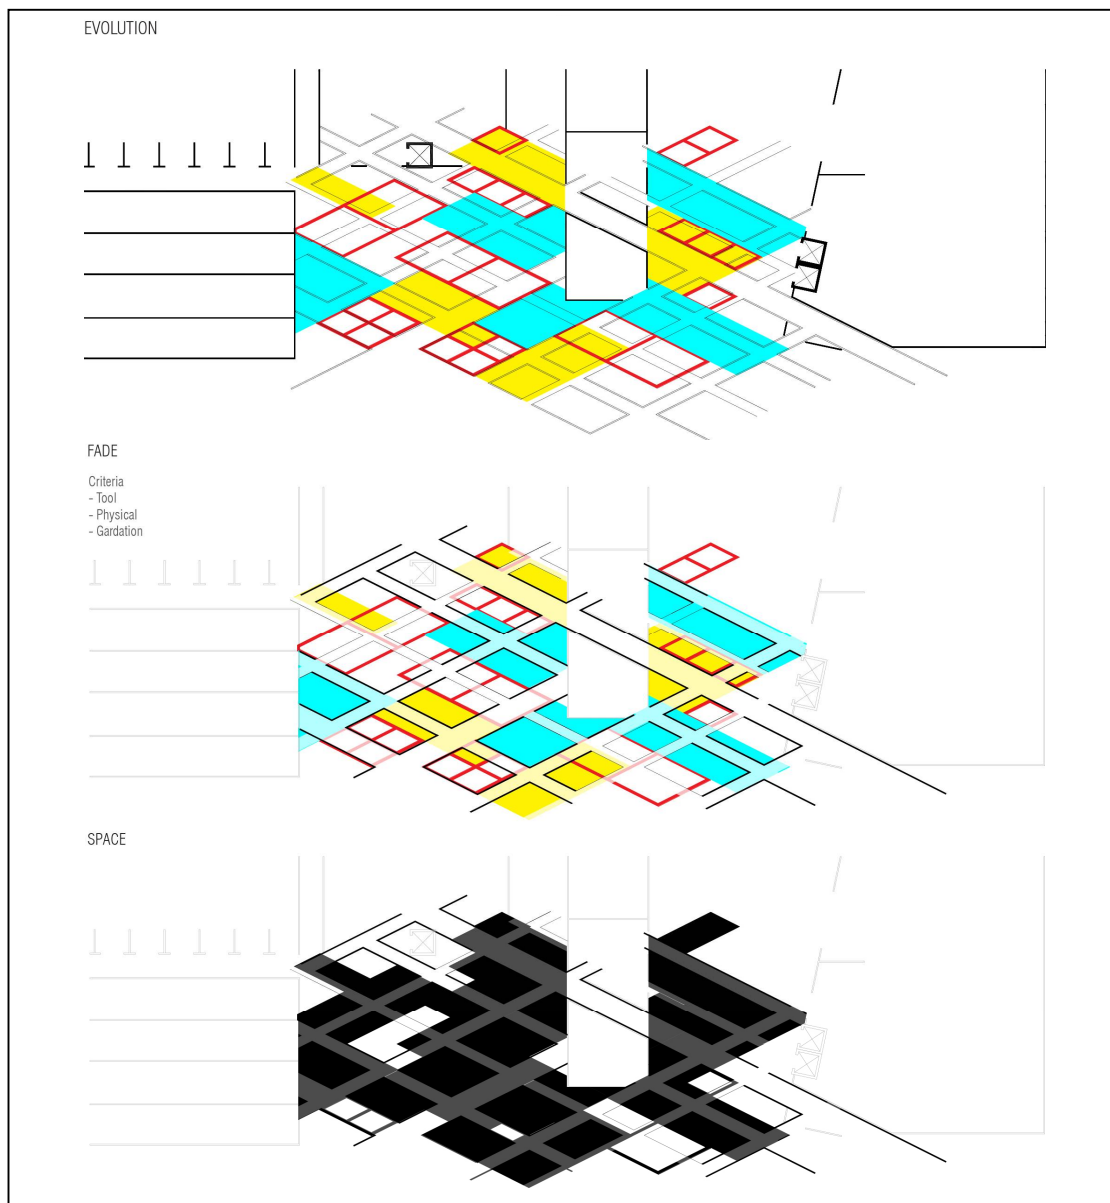 EVOLUTION
FADE
Criteria
- Tool
- Physical
- Gardation
SPACE